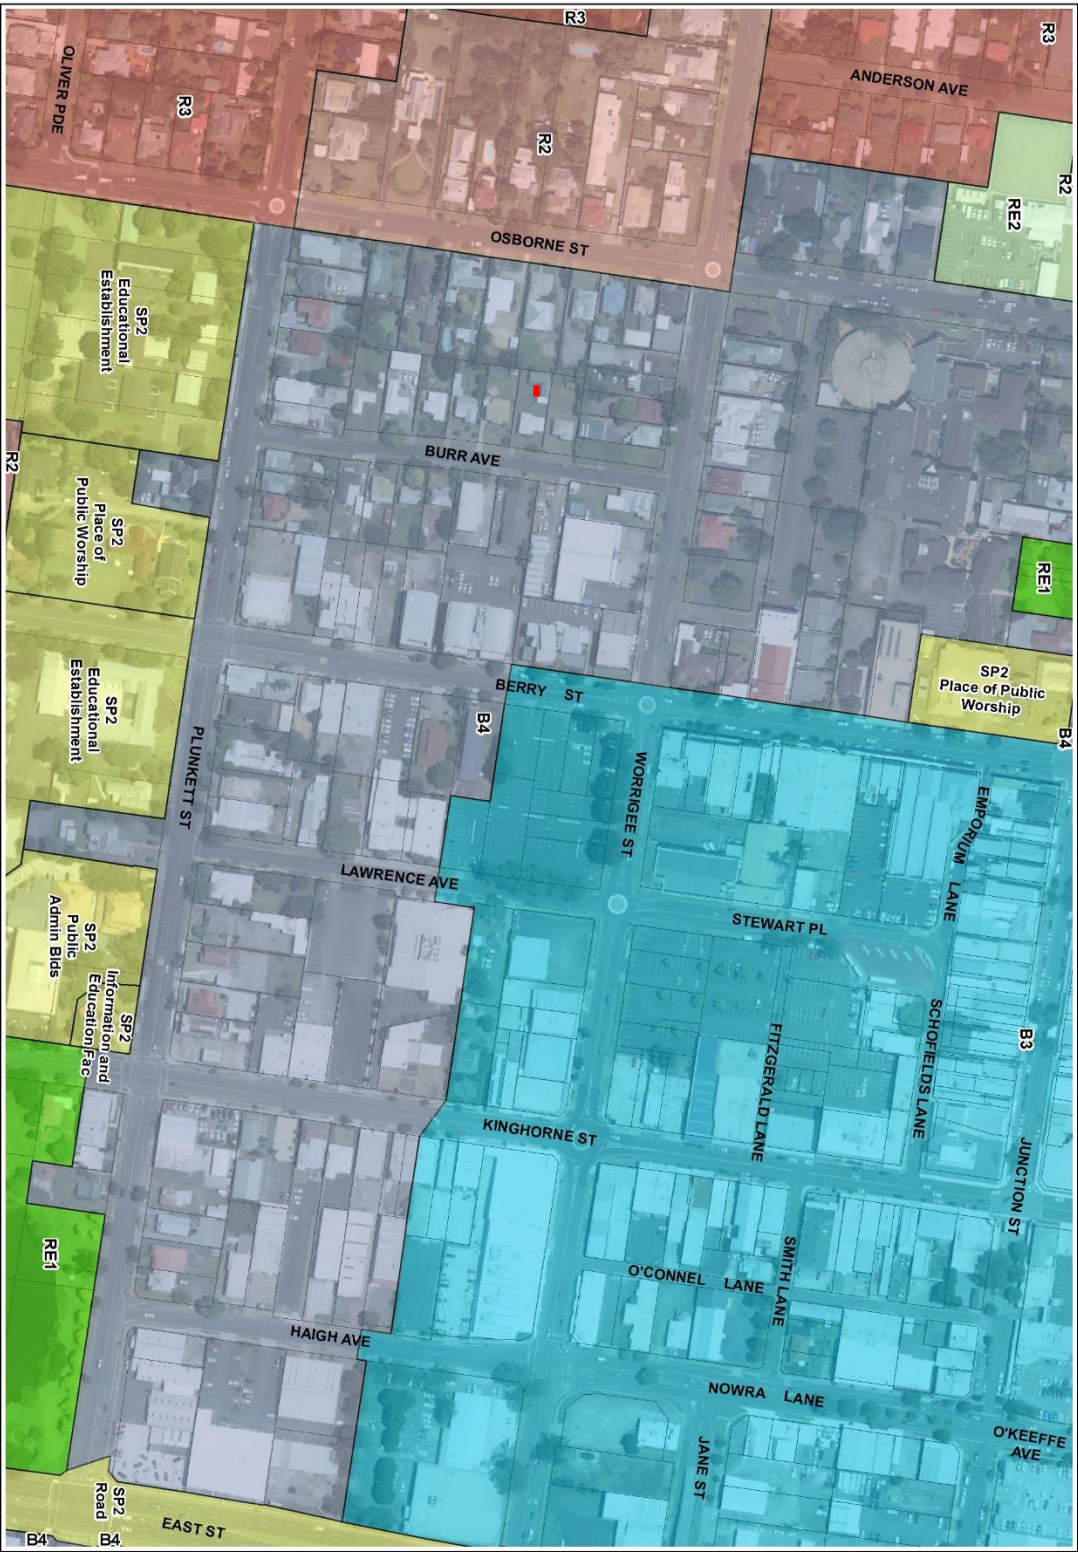 R3
R3
OLIVER PDE
R3
R2
ANDERSON AVE
R2
RE2
OSBORNE ST
SP2
Educational
Establishment
BURR AVE
R2
SP2
Place of
Public Worship
RE1
SP2
Place of Public
Worship
SP2
Educational
Establishment
BERRY ST
B4
B4
PLUNKETT ST
WORRIGEE ST
EMPORIUM LANE
LAWRENCE AVE
STEWART PL
SP2
Public
Admin Blds
SP2
Information and
Education Fac
SCHOFIELDS LANE
B3
FITZGERALD LANE
KINGHORNE ST
JUNCTION ST
RE1
SMITH LANE
O'CONNEL LANE
HAIGH AVE
NOWRA LANE
O'KEEFFE
AVE
JANE ST
SP2
Road
EAST ST
B4
B4